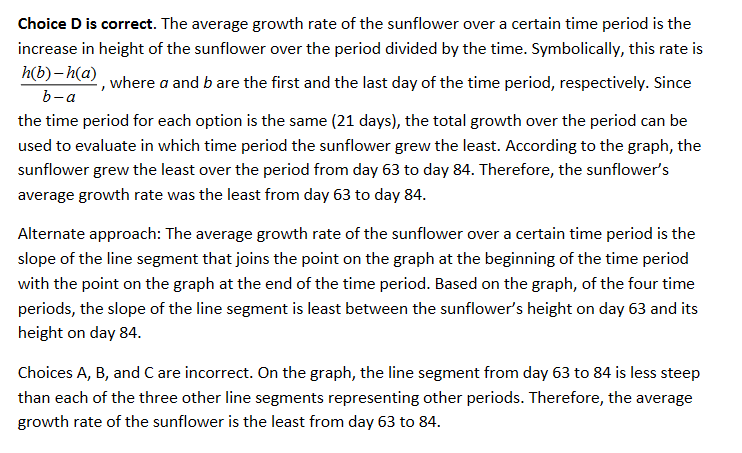 Choice D is correct. The average growth rate of the sunflower over a certain time period is the
increase in height of the sunflower over the period divided by the time. Symbolically, this rate is
h(b)−h(a)
b−a
, where a and b are the first and the last day of the time period, respectively. Since
the time period for each option is the same (21 days), the total growth over the period can be
used to evaluate in which time period the sunflower grew the least. According to the graph, the
sunflower grew the least over the period from day 63 to day 84. Therefore, the sunflower's
average growth rate was the least from day 63 to day 84.
Alternate approach: The average growth rate of the sunflower over a certain time period is the
slope of the line segment that joins the point on the graph at the beginning of the time period
with the point on the graph at the end of the time period. Based on the graph, of the four time
periods, the slope of the line segment is least between the sunflower's height on day 63 and its
height on day 84.
Choices A, B, and C are incorrect. On the graph, the line segment from day 63 to 84 is less steep
than each of the three other line segments representing other periods. Therefore, the average
growth rate of the sunflower is the least from day 63 to 84.